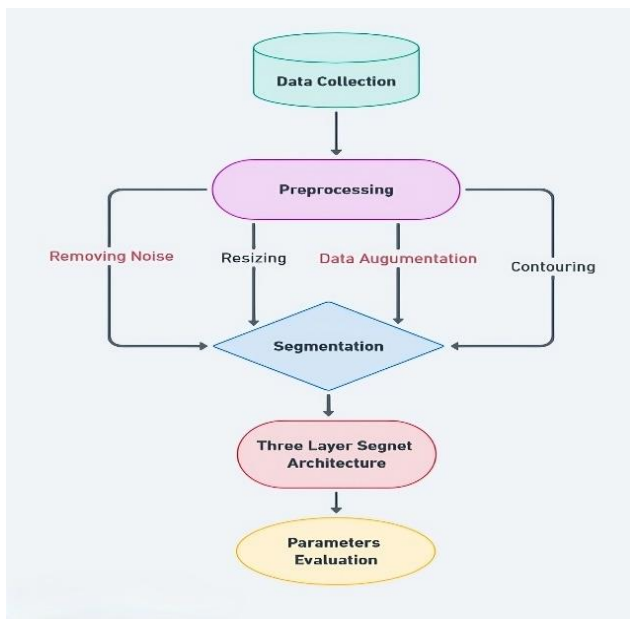 Data Collection
Preprocessing
Removing Noise
Resizing
Data Augumentation
Contouring
Segmentation
Three Layer Segnet
Architecture
Parameters
Evaluation